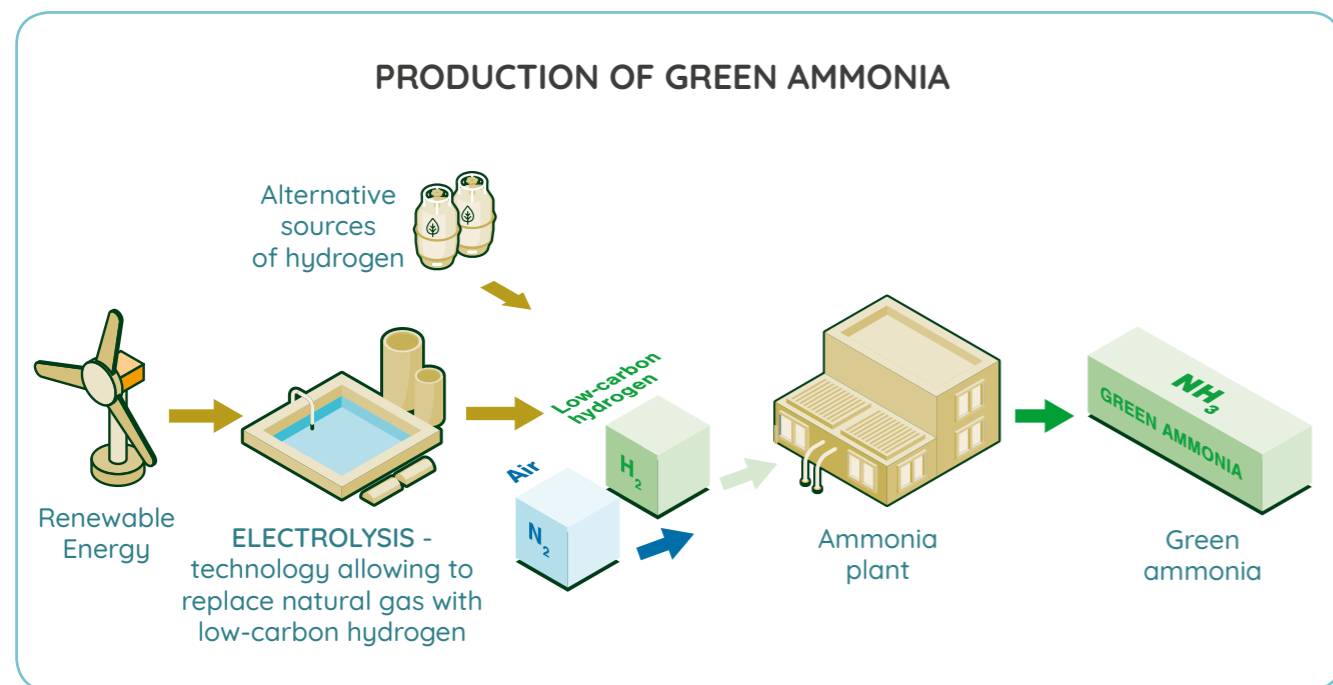 PRODUCTION OF GREEN AMMONIA
Alternative
sources
of hydrogen
Renewable
Energy
ELECTROLYSIS -
technology allowing to
replace natural gas with
low-carbon hydrogen
Low-carbon
hydrogen
H2
Air
N2
Ammonia
plant
NH3
GREEN AMMONIA
Green
ammonia